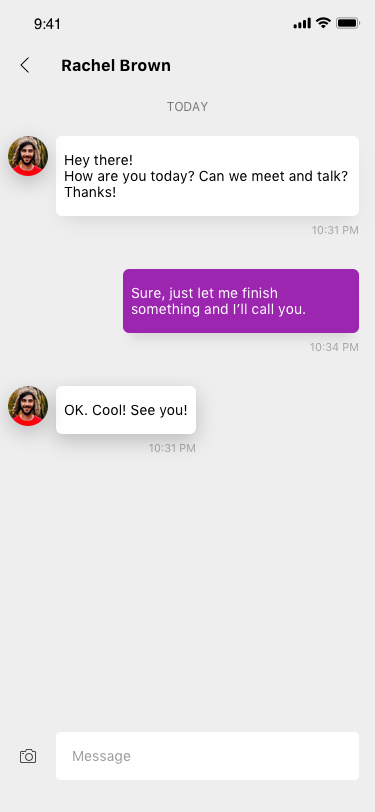 9:41
Rachel Brown
TODAY
Hey there!
How are you today? Can we meet and talk?
Thanks!
10:31 PM
Sure, just let me finish
something and I’ll call you.
10:34 PM
OK. Cool! See you!
10:31 PM
Message